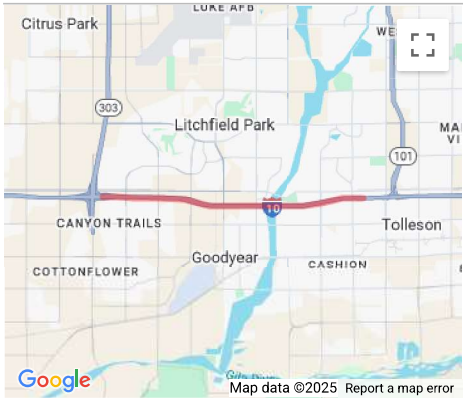 LUKE AFB
Citrus Park
303
Litchfield Park
101
10
CANYON TRAILS
Tolleson
Goodyear
COTTONFLOWER
CASHION
Google
Map data ©2025
Report a map error